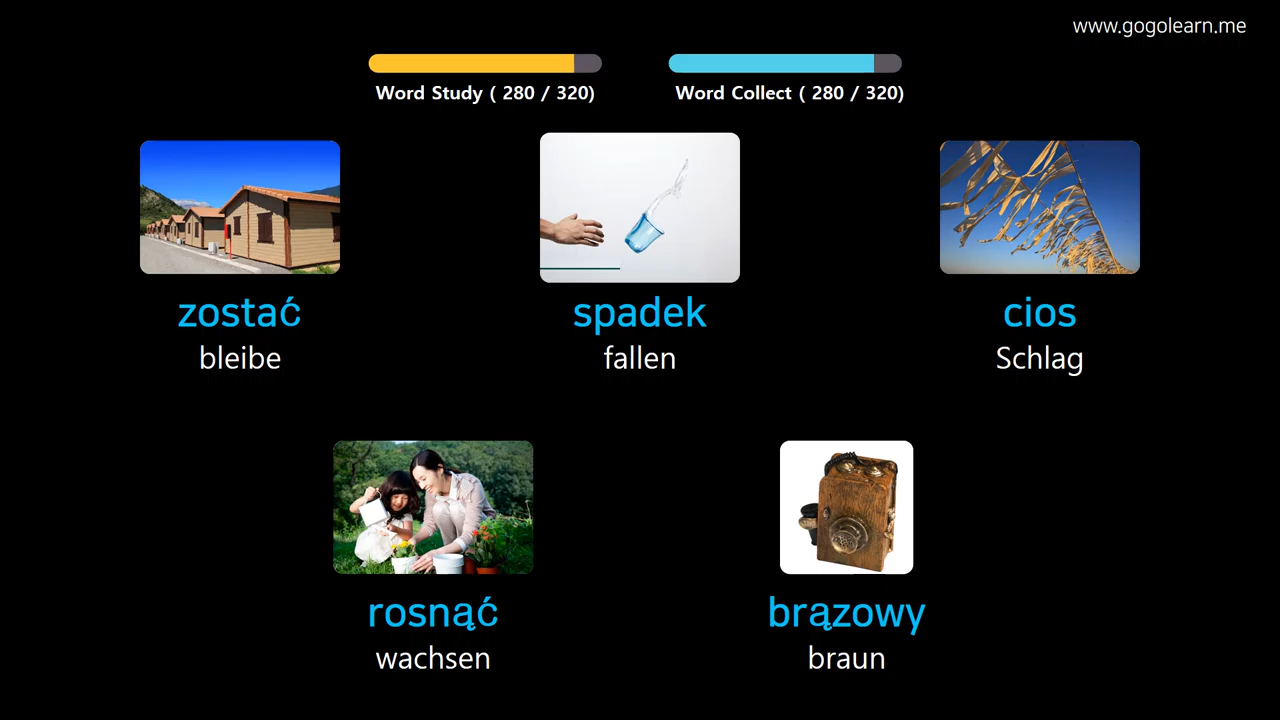 www.gogolearn.me
Word Study ( 280 / 320)
Word Collect ( 280 / 320)
zostać
bleibe
spadek
fallen
cios
Schlag
rosnąć
wachsen
brązowy
braun